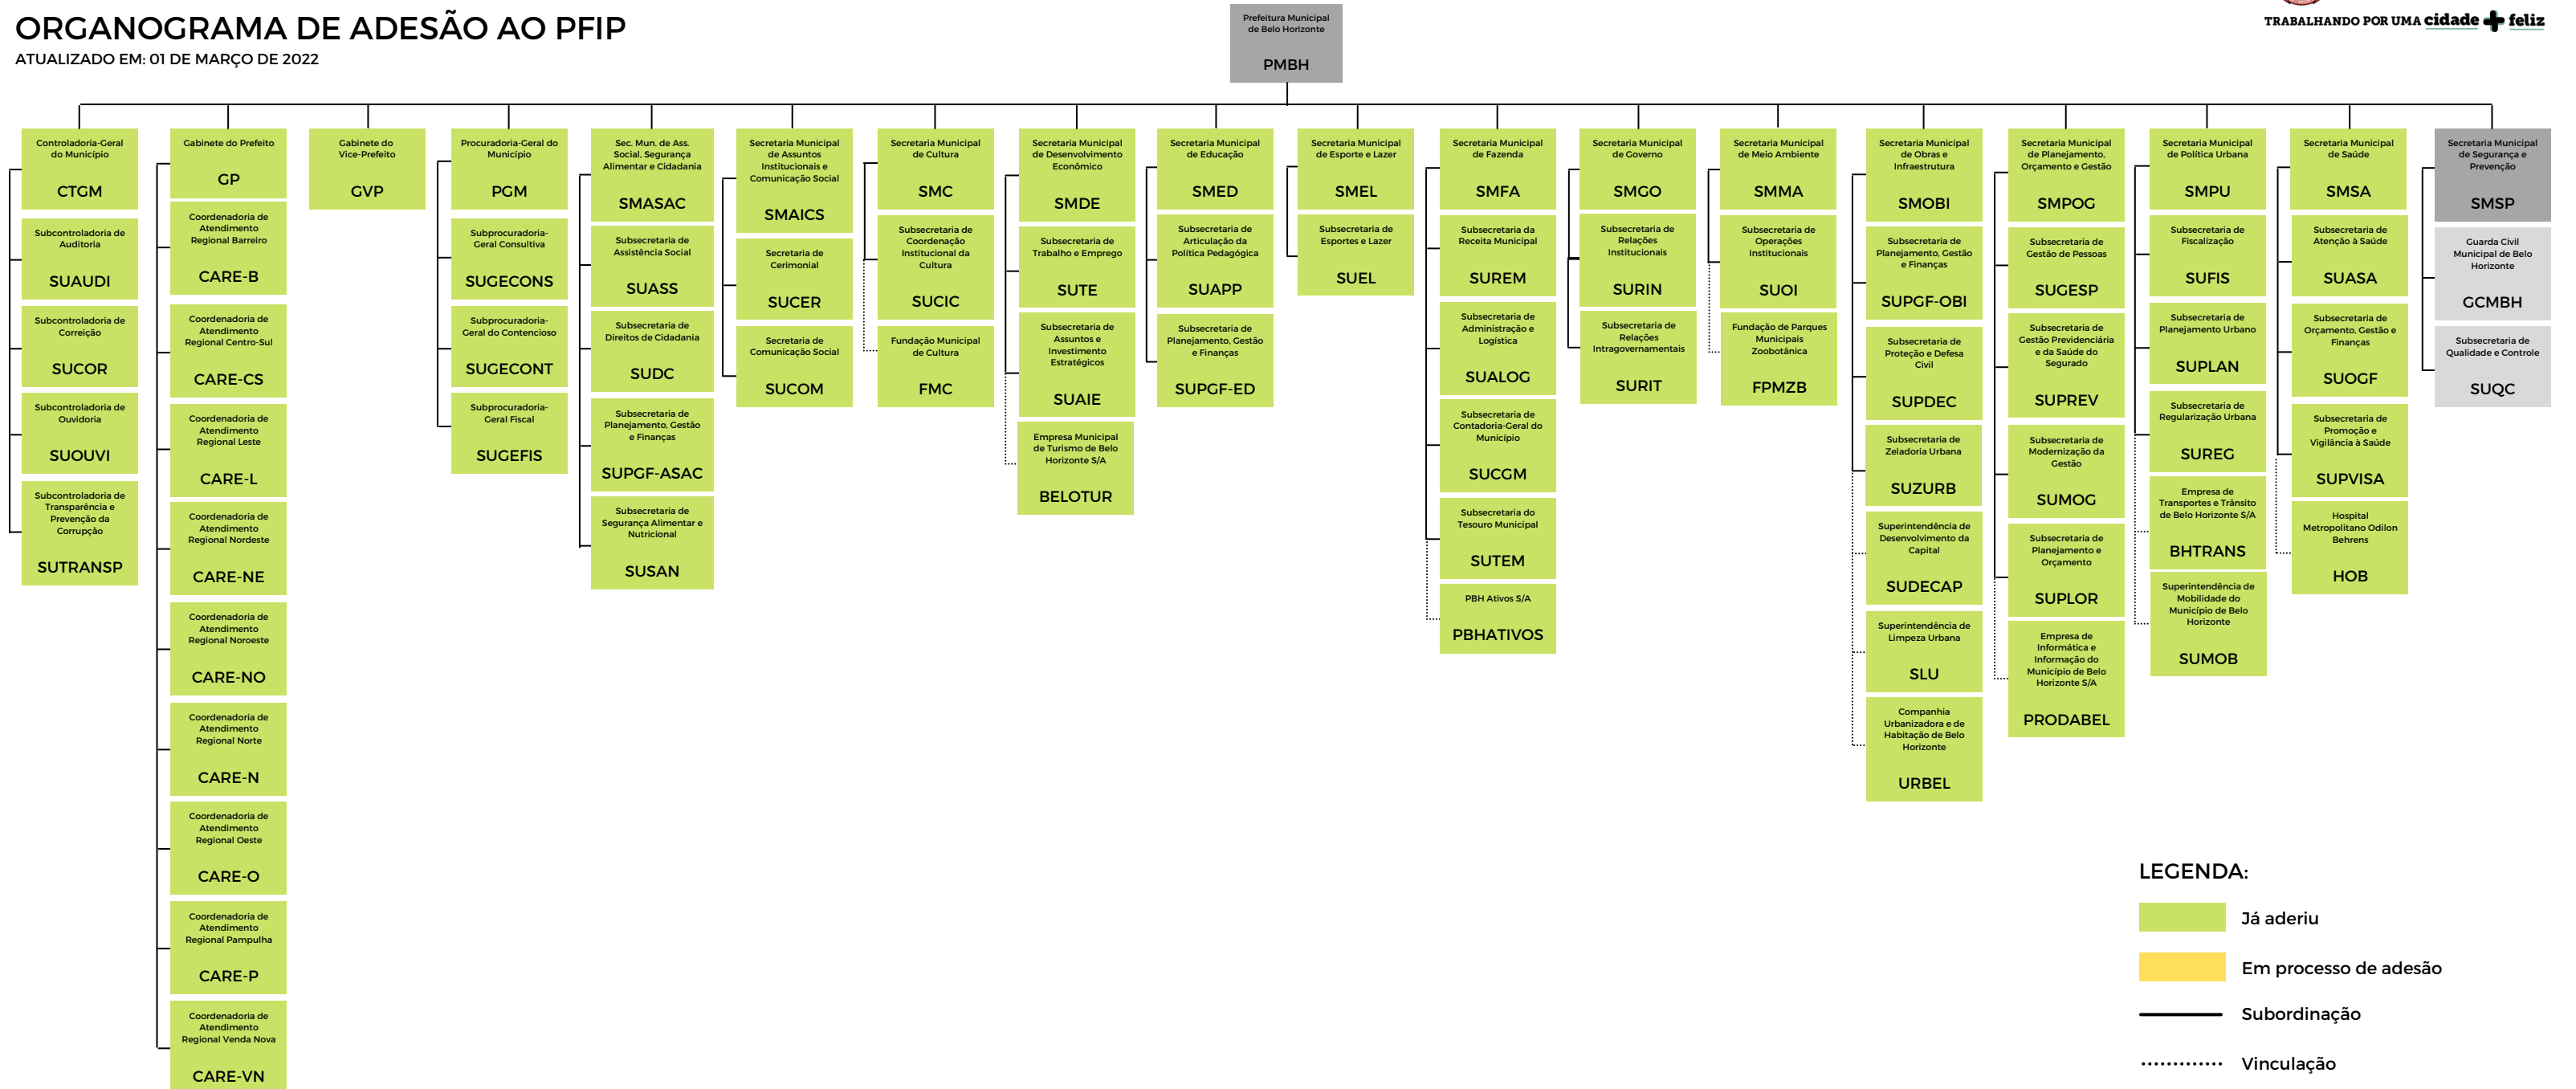 ORGANOGRAMA DE ADESÃO AO PFIP
ATUALIZADO EM: 01 DE MARÇO DE 2022
Prefeitura Municipal
de Belo Horizonte
PMBH
TRABALHANDO POR UMA cidade + feliz
Controladoria-Geral
do Município
CTGM
Subcontroladoria de
Auditoria
SUAUDI
Subcontroladoria de
Correição
SUCOR
Subcontroladoria de
Ouvidoria
SUOUVI
Subcontroladoria de
Transparência e
Prevenção da
Corrupção
SUTRANSP
Gabinete do Prefeito
GP
Coordenadoria de
Atendimento
Regional Barreiro
CARE-B
Coordenadoria de
Atendimento
Regional Centro-Sul
CARE-CS
Coordenadoria de
Atendimento
Regional Leste
CARE-L
Coordenadoria de
Atendimento
Regional Nordeste
CARE-NE
Coordenadoria de
Atendimento
Regional Noroeste
CARE-NO
Coordenadoria de
Atendimento
Regional Norte
CARE-N
Coordenadoria de
Atendimento
Regional Oeste
CARE-O
Coordenadoria de
Atendimento
Regional Pampulha
CARE-P
Coordenadoria de
Atendimento
Regional Venda Nova
CARE-VN
Gabinete do
Vice-Prefeito
GVP
Procuradoria-Geral do
Município
PGM
Subprocuradoria-
Geral Consultiva
SUGECONS
Subprocuradoria-
Geral do Contencioso
SUGECONT
Subprocuradoria-
Geral Fiscal
SUGEFIS
Sec. Mun. de Ass.
Social, Segurança
Alimentar e Cidadania
SMASAC
Subsecretaria de
Assistência Social
SUASS
Subsecretaria de
Direitos de Cidadania
SUDC
Subsecretaria de
Planejamento, Gestão
e Finanças
SUPGF-ASAC
Subsecretaria de
Segurança Alimentar e
Nutricional
SUSAN
Secretaria Municipal
de Assuntos
Institucionais e
Comunicação Social
SMAICS
Secretaria de
Cerimonial
SUCER
Secretaria de
Comunicação Social
SUCOM
Secretaria Municipal
de Cultura
SMC
Subsecretaria de
Coordenação
Institucional da
Cultura
SUCIC
Fundação Municipal
de Cultura
FMC
Secretaria Municipal
de Desenvolvimento
Econômico
SMDE
Subsecretaria de
Trabalho e Emprego
SUTE
Subsecretaria de
Assuntos e
Investimento
Estratégicos
SUAIE
Empresa Municipal
de Turismo de Belo
Horizonte S/A
BELOTUR
Secretaria Municipal
de Educação
SMED
Subsecretaria de
Articulação da
Política Pedagógica
SUAPP
Subsecretaria de
Planejamento, Gestão
e Finanças
SUPGF-ED
Secretaria Municipal
de Esporte e Lazer
SMEL
Subsecretaria de
Esportes e Lazer
SUEL
Secretaria Municipal
de Fazenda
SMFA
Subsecretaria da
Receita Municipal
SUREM
Subsecretaria de
Administração e
Logística
SUALOG
Subsecretaria de
Contadoria-Geral do
Município
SUCGM
Subsecretaria do
Tesouro Municipal
SUTEM
PBH Ativos S/A
PBHATIVOS
Secretaria Municipal
de Governo
SMGO
Subsecretaria de
Relações
Institucionais
SURIN
Subsecretaria de
Relações
Intragovernamentais
SURIT
Secretaria Municipal
de Meio Ambiente
SMMA
Subsecretaria de
Operações
Institucionais
SUOI
Fundação de Parques
Municipais
Zoobotânica
FPMZB
Secretaria Municipal
de Obras e
Infraestrutura
SMOBI
Subsecretaria de
Planejamento, Gestão
e Finanças
SUPGF-OBI
Subsecretaria de
Proteção e Defesa
Civil
SUPDEC
Subsecretaria de
Zeladoria Urbana
SUZURB
Superintendência de
Desenvolvimento da
Capital
SUDECAP
Superintendência de
Limpeza Urbana
SLU
Companhia
Urbanizadora e de
Habitação de Belo
Horizonte
URBEL
Secretaria Municipal
de Planejamento,
Orçamento e Gestão
SMPOG
Subsecretaria de
Gestão de Pessoas
SUGESP
Subsecretaria de
Gestão Previdenciária
e da Saúde do
Segurado
SUPREV
Subsecretaria de
Modernização da
Gestão
SUMOG
Subsecretaria de
Planejamento e
Orçamento
SUPLOR
Empresa de
Informática e
Informação do
Município de Belo
Horizonte S/A
PRODABEL
Secretaria Municipal
de Política Urbana
SMPU
Subsecretaria de
Fiscalização
SUFIS
Subsecretaria de
Planejamento Urbano
SUPLAN
Subsecretaria de
Regularização Urbana
SUREG
Empresa de
Transportes e Trânsito
de Belo Horizonte S/A
BHTRANS
Superintendência de
Mobilidade do
Município de Belo
Horizonte
SUMOB
Secretaria Municipal
de Saúde
SMSA
Subsecretaria de
Atenção à Saúde
SUASA
Subsecretaria de
Orçamento, Gestão e
Finanças
SUOGF
Subsecretaria de
Promoção e
Vigilância à Saúde
SUPVISA
Hospital
Metropolitano Odilon
Behrens
HOB
Secretaria Municipal
de Segurança e
Prevenção
SMSP
Guarda Civil
Municipal de Belo
Horizonte
GCMBH
Subsecretaria de
Qualidade e Controle
SUQC
LEGENDA:
Já aderiu
Em processo de adesão
Subordinação
Vinculação